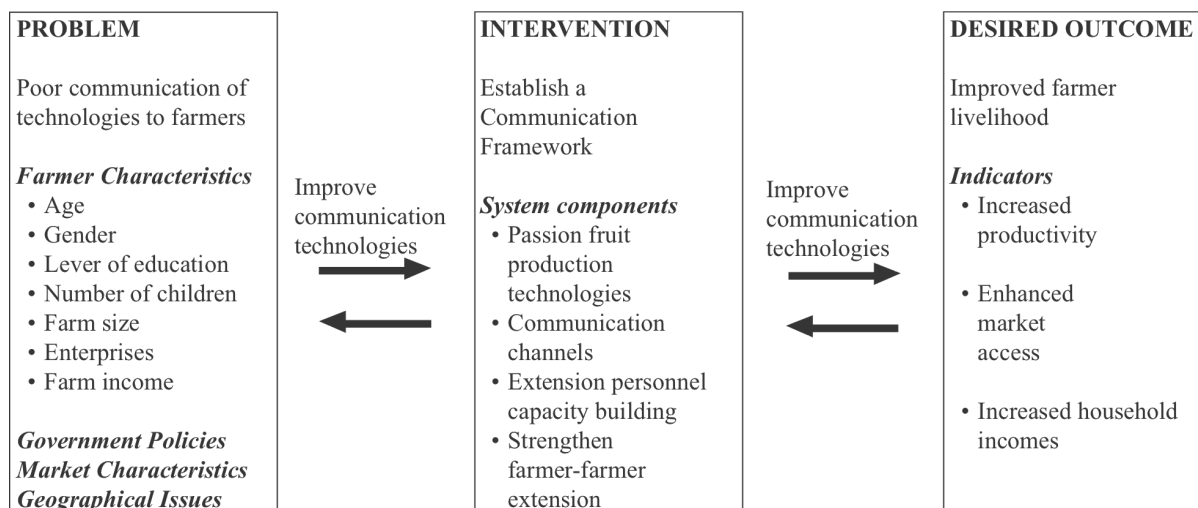 PROBLEM
Poor communication of
technologies to farmers
Farmer Characteristics
• Age
• Gender
• Lever of education
• Number of children
• Farm size
• Enterprises
• Farm income
Government Policies
Market Characteristics
Geographical Issues
Improve
communication
technologies
INTERVENTION
Establish a
Communication
Framework
System components
• Passion fruit
production
technologies
• Communication
channels
• Extension personnel
capacity building
• Strengthen
farmer-farmer
extension
Improve
communication
technologies
DESIRED OUTCOME
Improved farmer
livelihood
Indicators
• Increased
productivity
• Enhanced
market
access
• Increased household
incomes